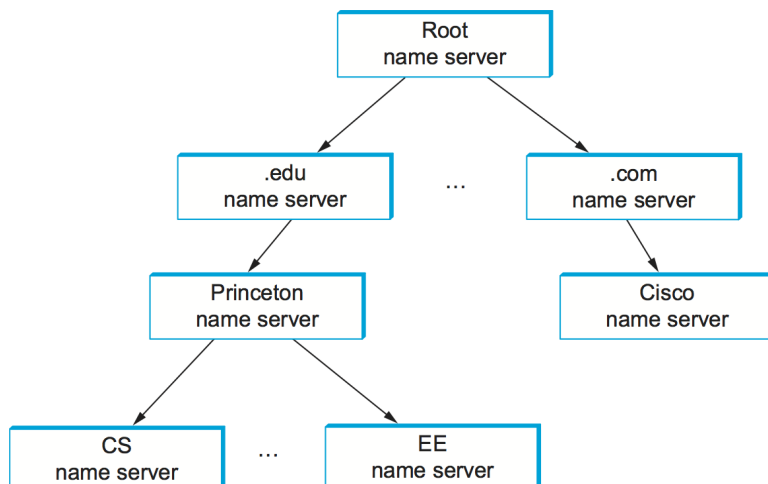 Root
name server
.edu
name server
...
.com
name server
Princeton
name server
Cisco
name server
CS
name server
...
EE
name server